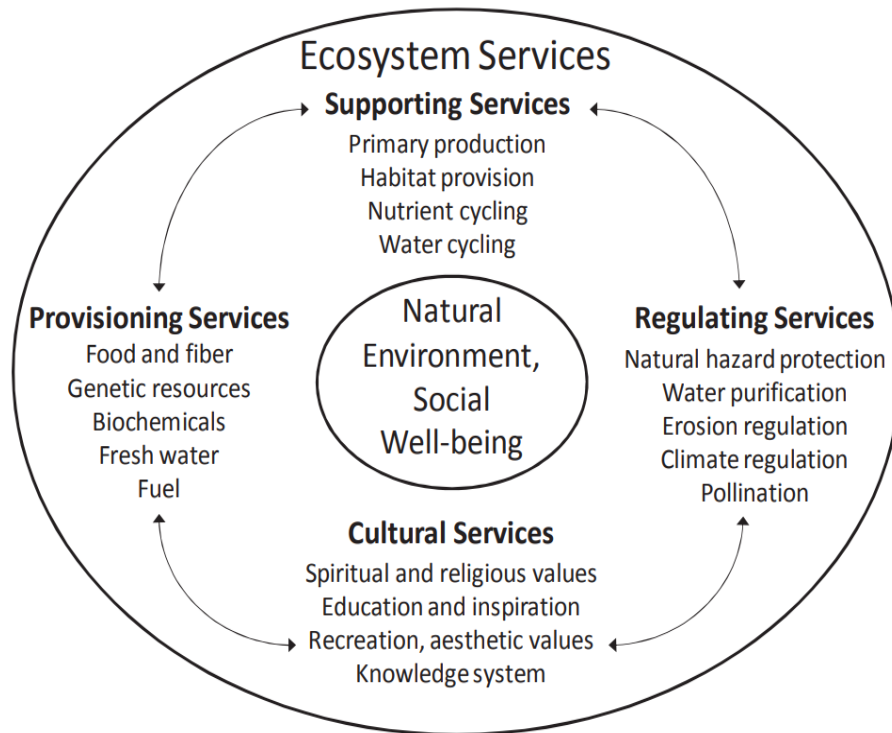 Ecosystem Services
Supporting Services
Primary production
Habitat provision
Nutrient cycling
Water cycling
Provisioning Services
Food and fiber
Genetic resources
Biochemicals
Fresh water
Fuel
Natural
Environment,
Social
Well-being
Regulating Services
Natural hazard protection
Water purification
Erosion regulation
Climate regulation
Pollination
Cultural Services
Spiritual and religious values
Education and inspiration
Recreation, aesthetic values
Knowledge system